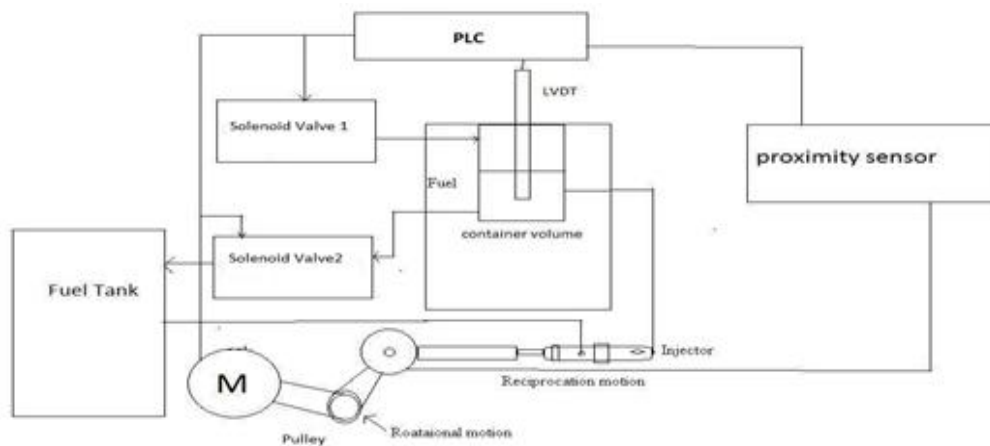 PLC
LVDT
Solenoid Valve 1
proximity sensor
Fuel
container volume
Solenoid Valve2
Fuel Tank
Injector
Reciprocation motion
M
Roataional motion
Pulley